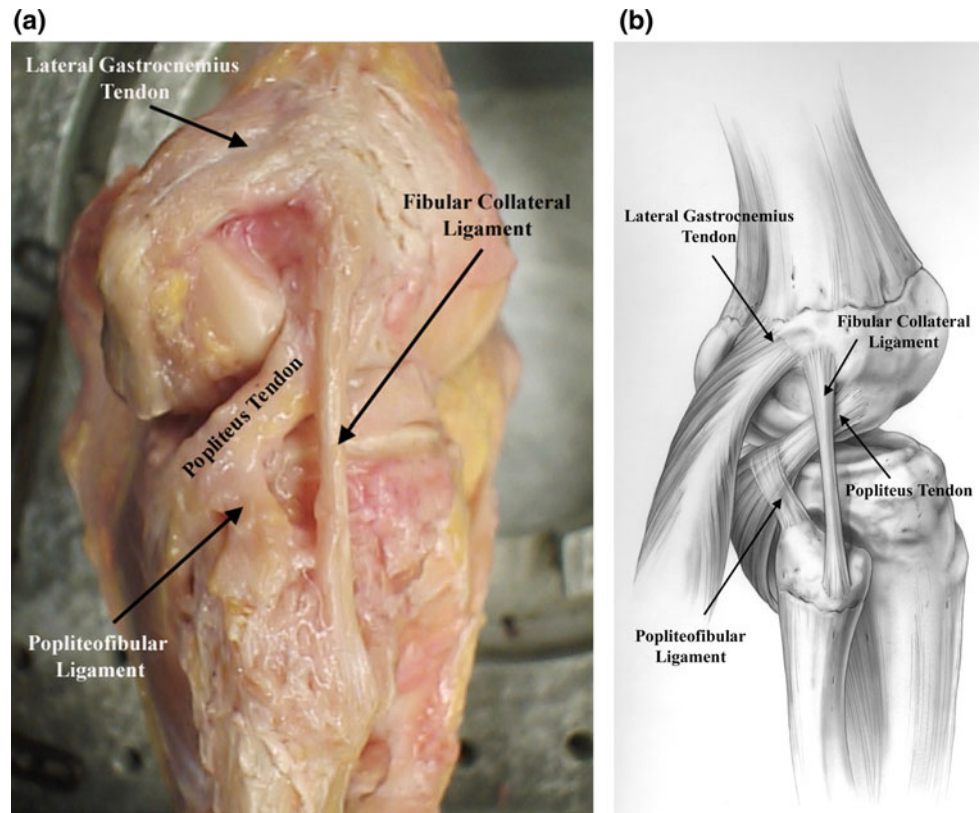 (a)
Lateral Gastrocnemius
Tendon
Fibular Collateral
Ligament
Popliteus Tendon
Popliteofibular
Ligament
(b)
Lateral Gastrocnemius
Tendon
Fibular Collateral
Ligament
Popliteus Tendon
Popliteofibular
Ligament